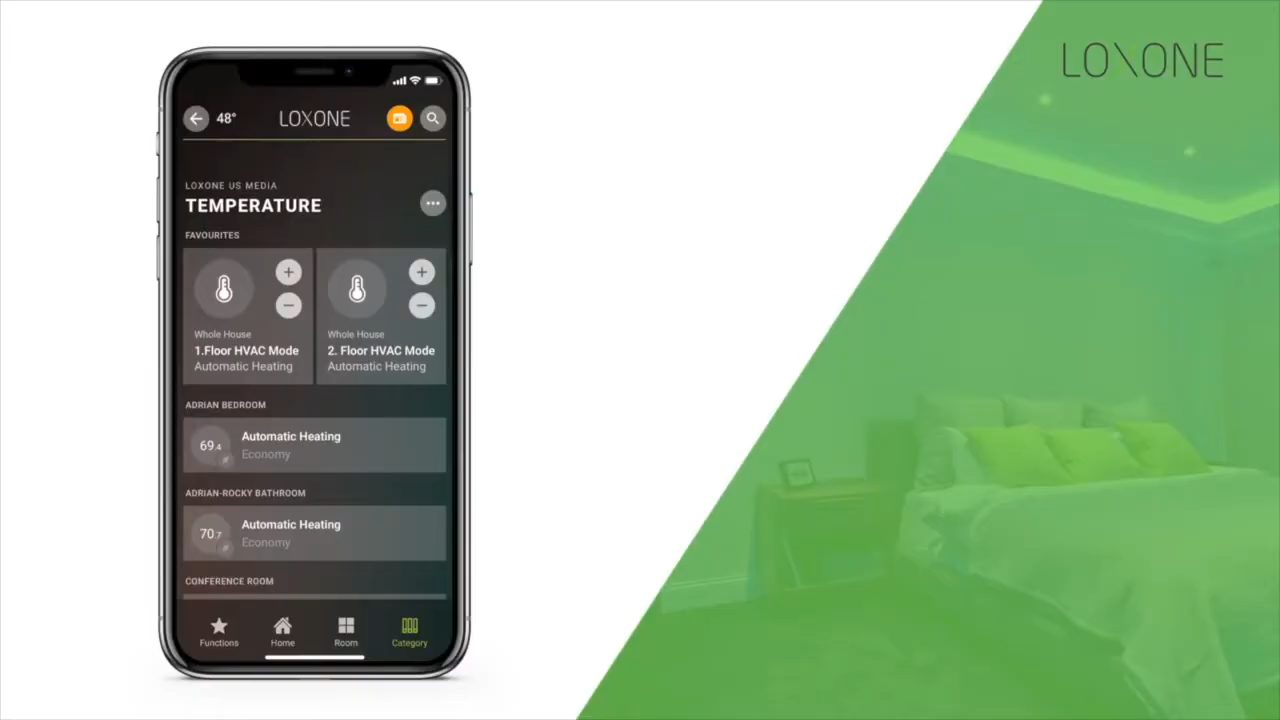 LOXONE
48°
LOXONE
LOXONE US MEDIA
TEMPERATURE
FAVOURITES
Whole House
1.Floor HVAC Mode
Automatic Heating
Whole House
2. Floor HVAC Mode
Automatic Heating
ADRIAN BEDROOM
69.4
Automatic Heating
Economy
ADRIAN-ROCKY BATHROOM
70.7
Automatic Heating
Economy
CONFERENCE ROOM
Functions
Home
Room
Category